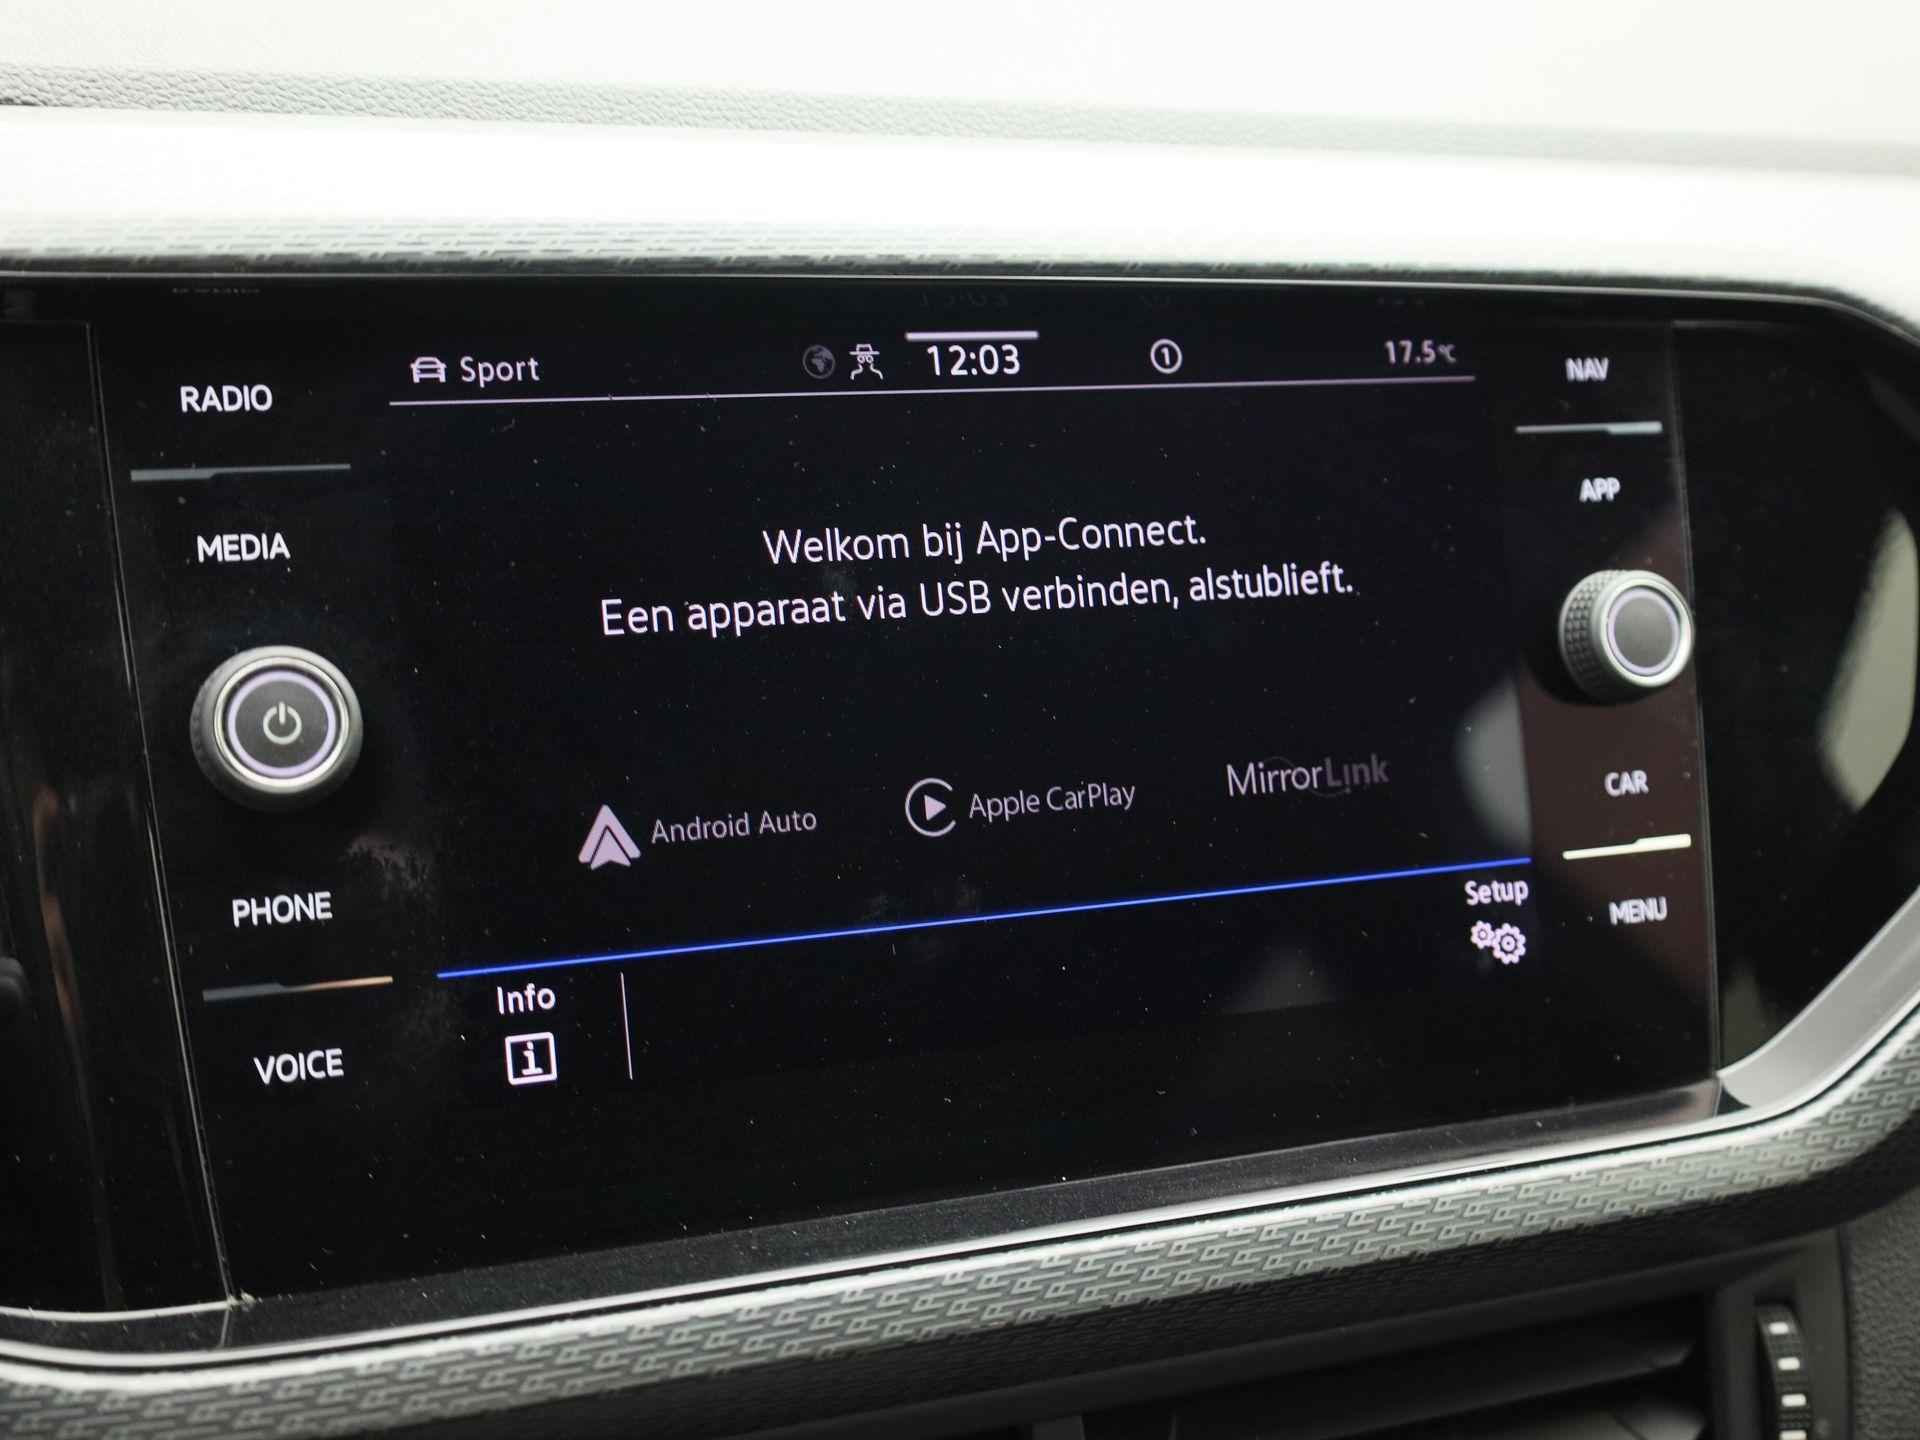 RADIO
Sport
12:03
1
17.5°C
NAV
MEDIA
APP
Welkom bij App-Connect.
Een apparaat via USB verbinden, alstublieft.
Android Auto
Apple CarPlay
MirrorLink
CAR
PHONE
Setup
MENU
Info
i
VOICE